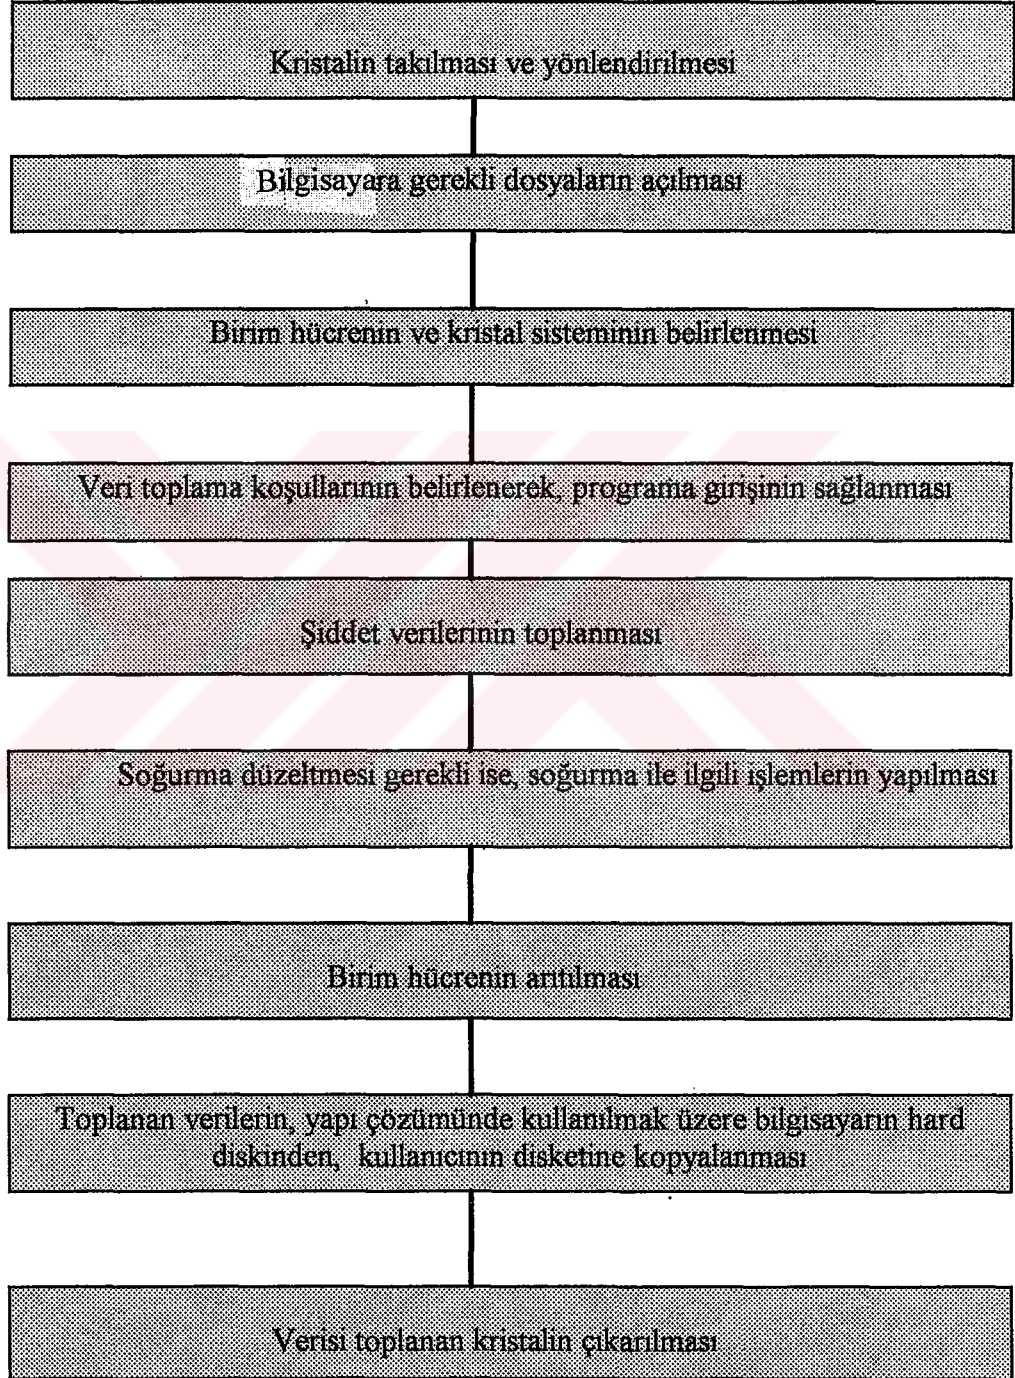 Kristalin takılması ve yönlendirilmesi
Bilgisayara gerekli dosyaların açılması
Birim hücrenin ve kristal sisteminin belirlenmesi
Veri toplama koşullarının belirlenerek, programa girişinin sağlanması
Şiddet verilerinin toplanması
Soğurma düzeltmesi gerekli ise, soğurma ile ilgili işlemlerin yapılması
Birim hücrenin arıtılması
Toplanan verilerin, yapı çözümünde kullanılmak üzere bilgisayarın hard
diskinden, kullanıcının disketine kopyalanması
Verisi toplanan kristalin çıkarılması